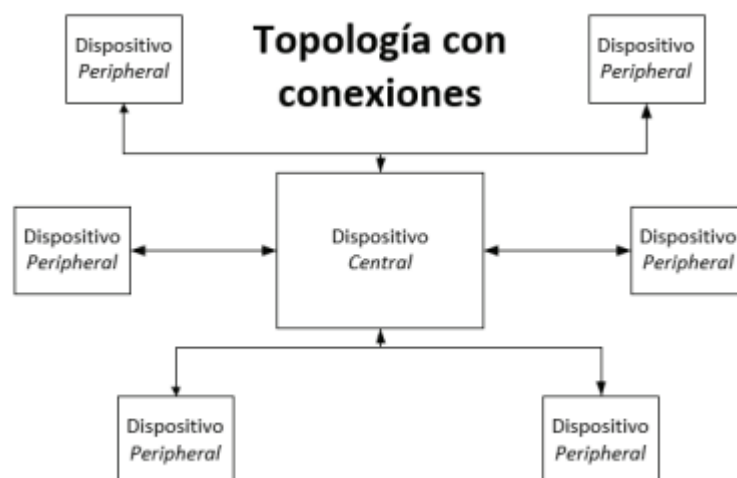 Dispositivo
Peripheral
Topología con
conexiones
Dispositivo
Peripheral
Dispositivo
Peripheral
Dispositivo
Central
Dispositivo
Peripheral
Dispositivo
Peripheral
Dispositivo
Peripheral